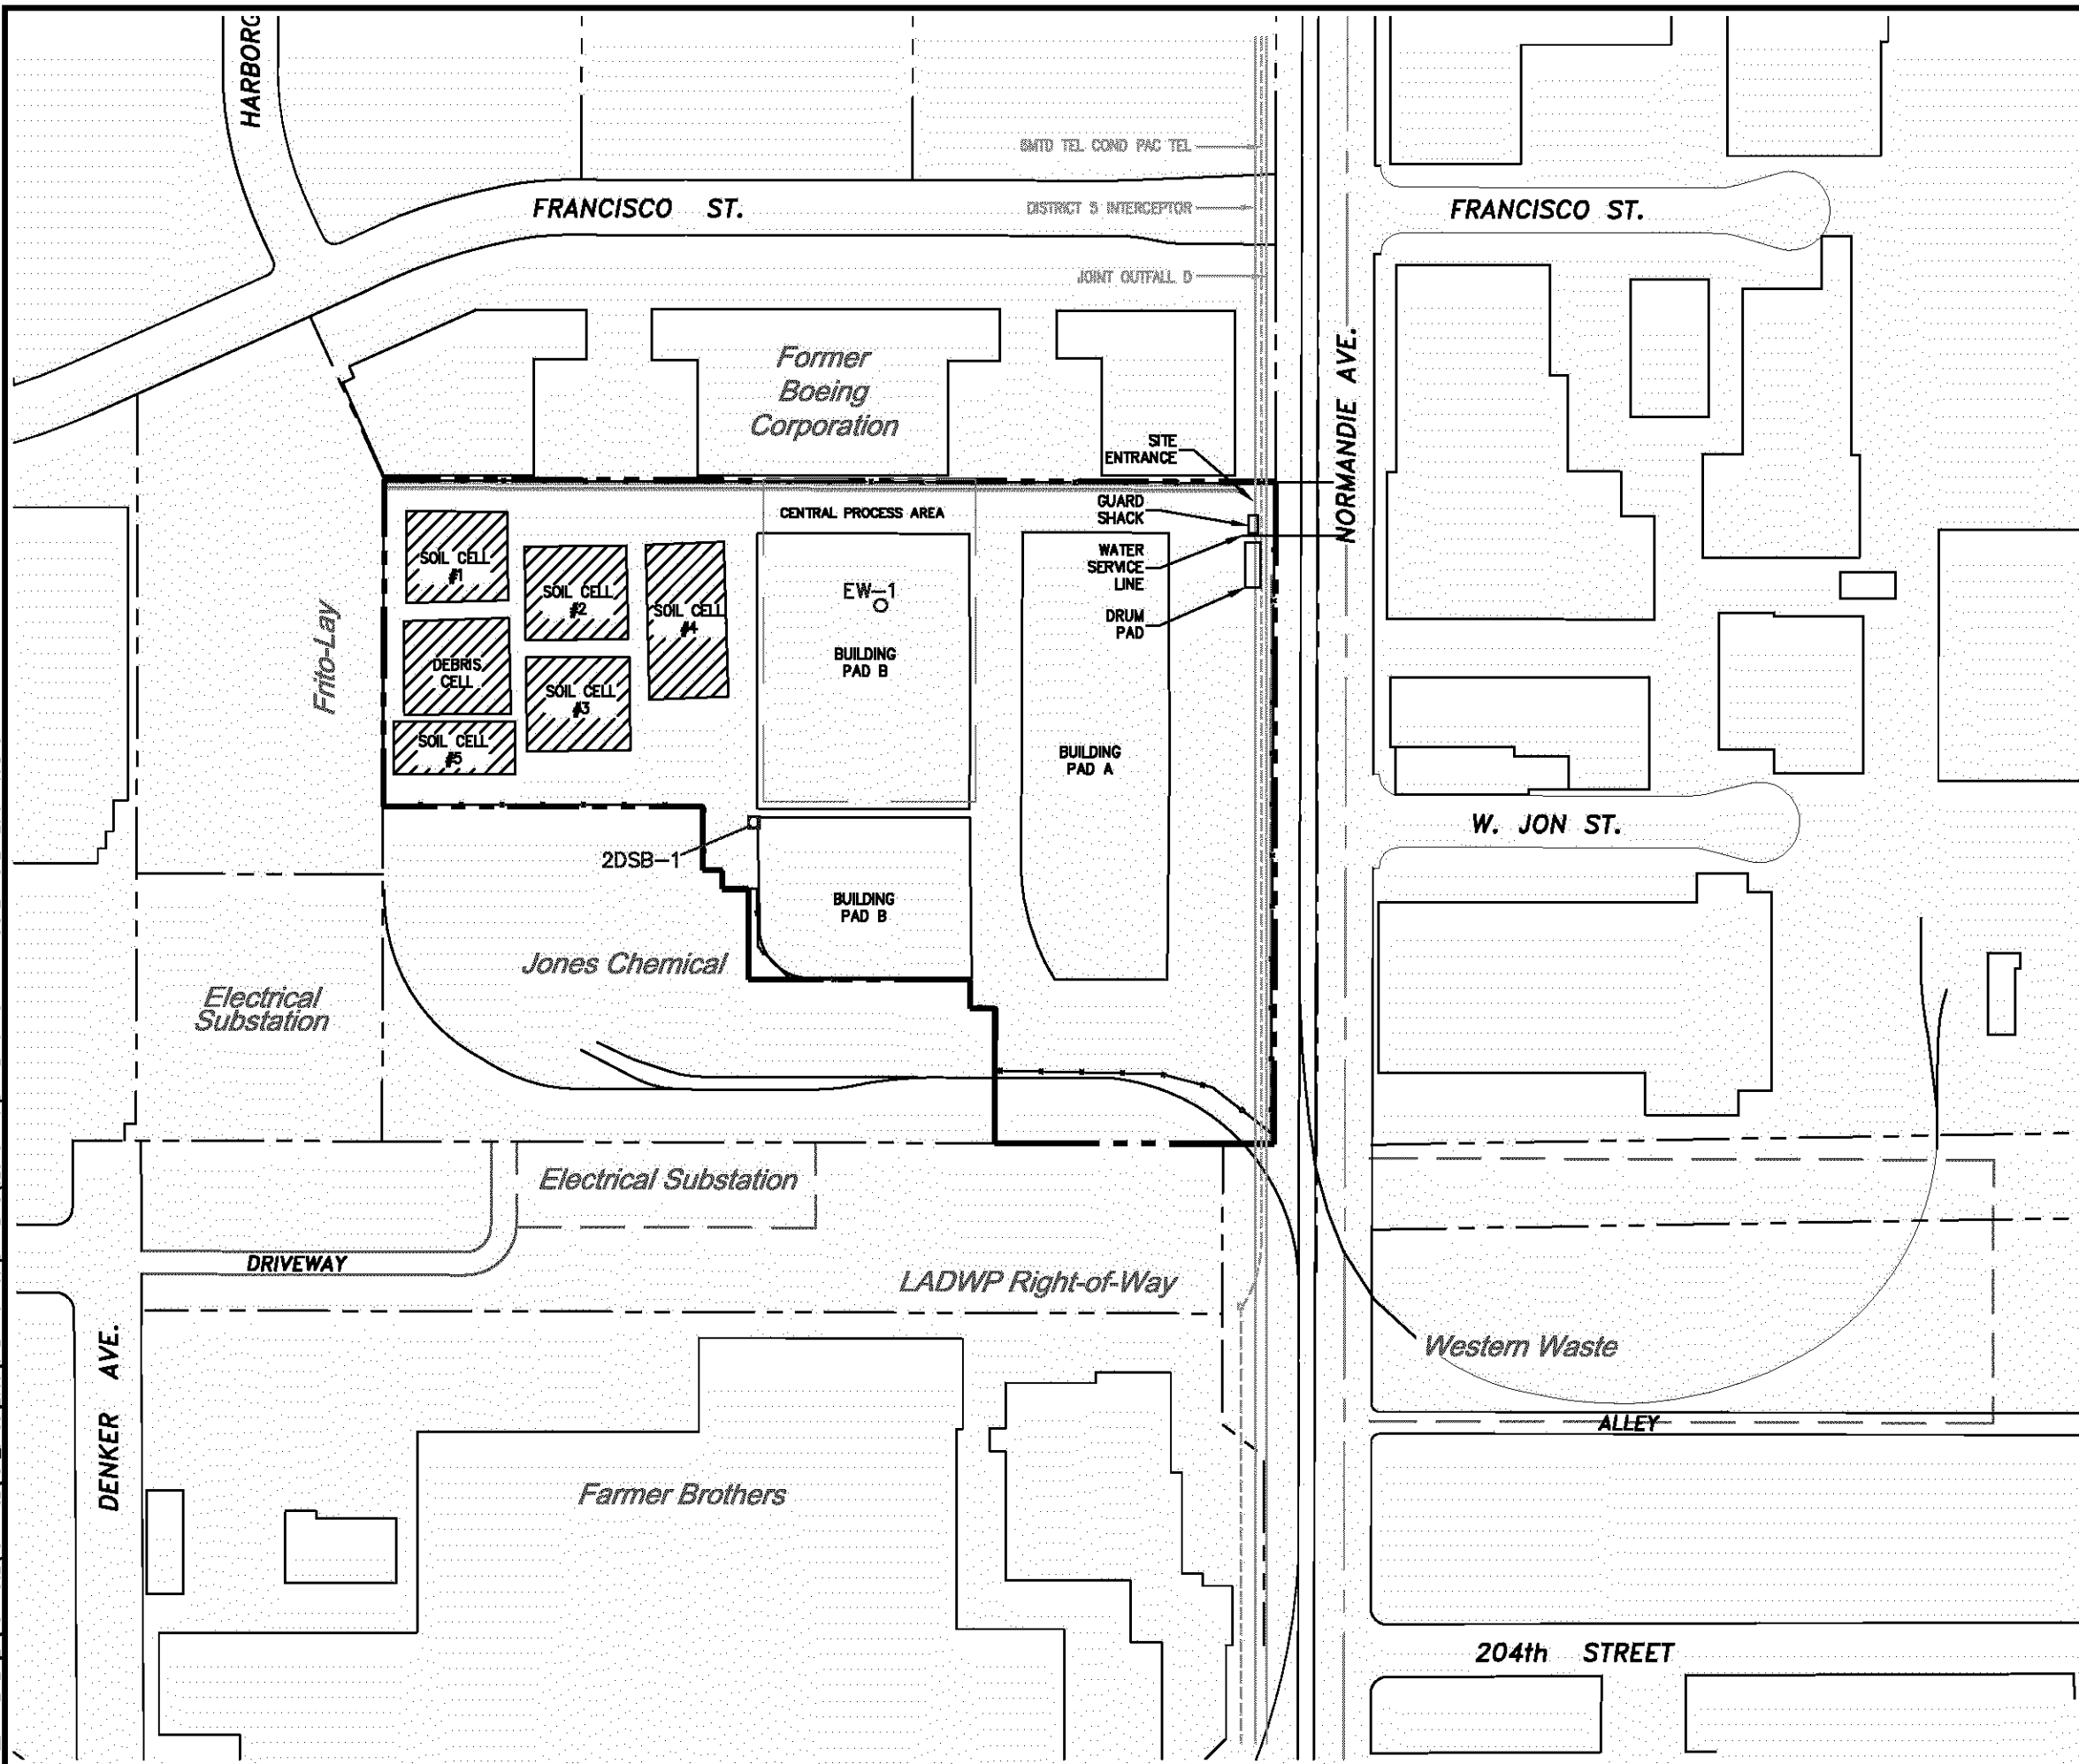 HARBORG
8MTD TEL COND PAC TEL
FRANCISCO ST.
DISTRICT 5 INTERCEPTOR
FRANCISCO ST.
JOINT OUTFALL D
Former
Boeing
Corporation
NORMANDIE AVE.
SITE
ENTRANCE
GUARD
SHACK
CENTRAL PROCESS AREA
WATER
SERVICE
LINE
DRUM
PAD
SOIL CELL
#1
SOIL CELL
#2
SOIL CELL
#4
EW-1
BUILDING
PAD B
Frito-Lay
DEBRIS
CELL
SOIL CELL
#3
SOIL CELL
#5
BUILDING
PAD A
W. JON ST.
2DSB-1
BUILDING
PAD B
Jones Chemical
Electrical
Substation
Electrical Substation
DRIVEWAY
LADWP Right-of-Way
Western Waste
DENKER AVE.
ALLEY
Farmer Brothers
204th STREET